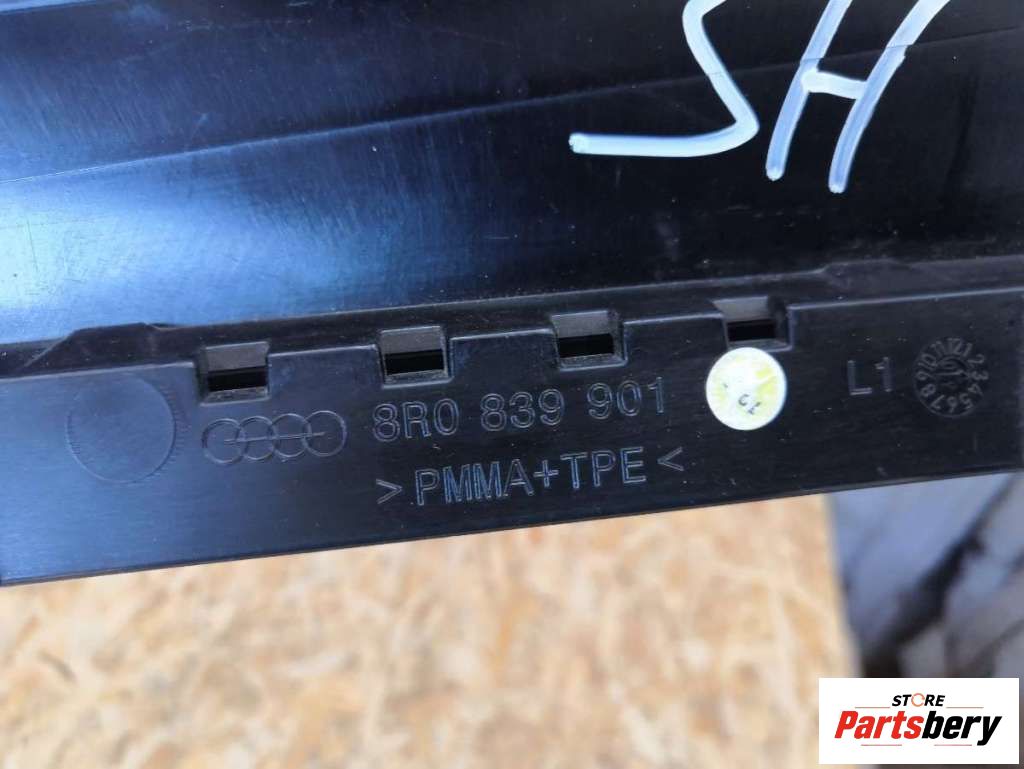 SH
8R0 839 901
L1
>PMMA+TPE<
STORE
Partsbery